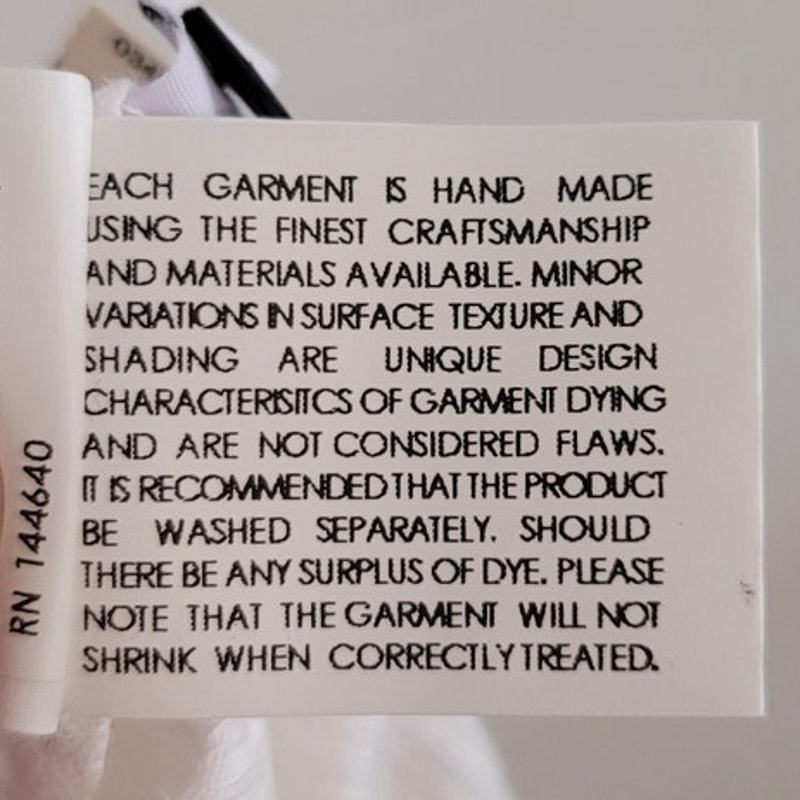 034
EACH GARMENT IS HAND MADE
USING THE FINEST CRAFTSMANSHIP
AND MATERIALS AVAILABLE. MINOR
VARIATIONS IN SURFACE TEXTURE AND
SHADING ARE UNIQUE DESIGN
CHARACTERISITCS OF GARMENT DYING
AND ARE NOT CONSIDERED FLAWS.
IT IS RECOMMENDED THAT THE PRODUCT
BE WASHED SEPARATELY. SHOULD
THERE BE ANY SURPLUS OF DYE. PLEASE
NOTE THAT THE GARMENT WILL NOT
SHRINK WHEN CORRECTLY TREATED.
RN 144640